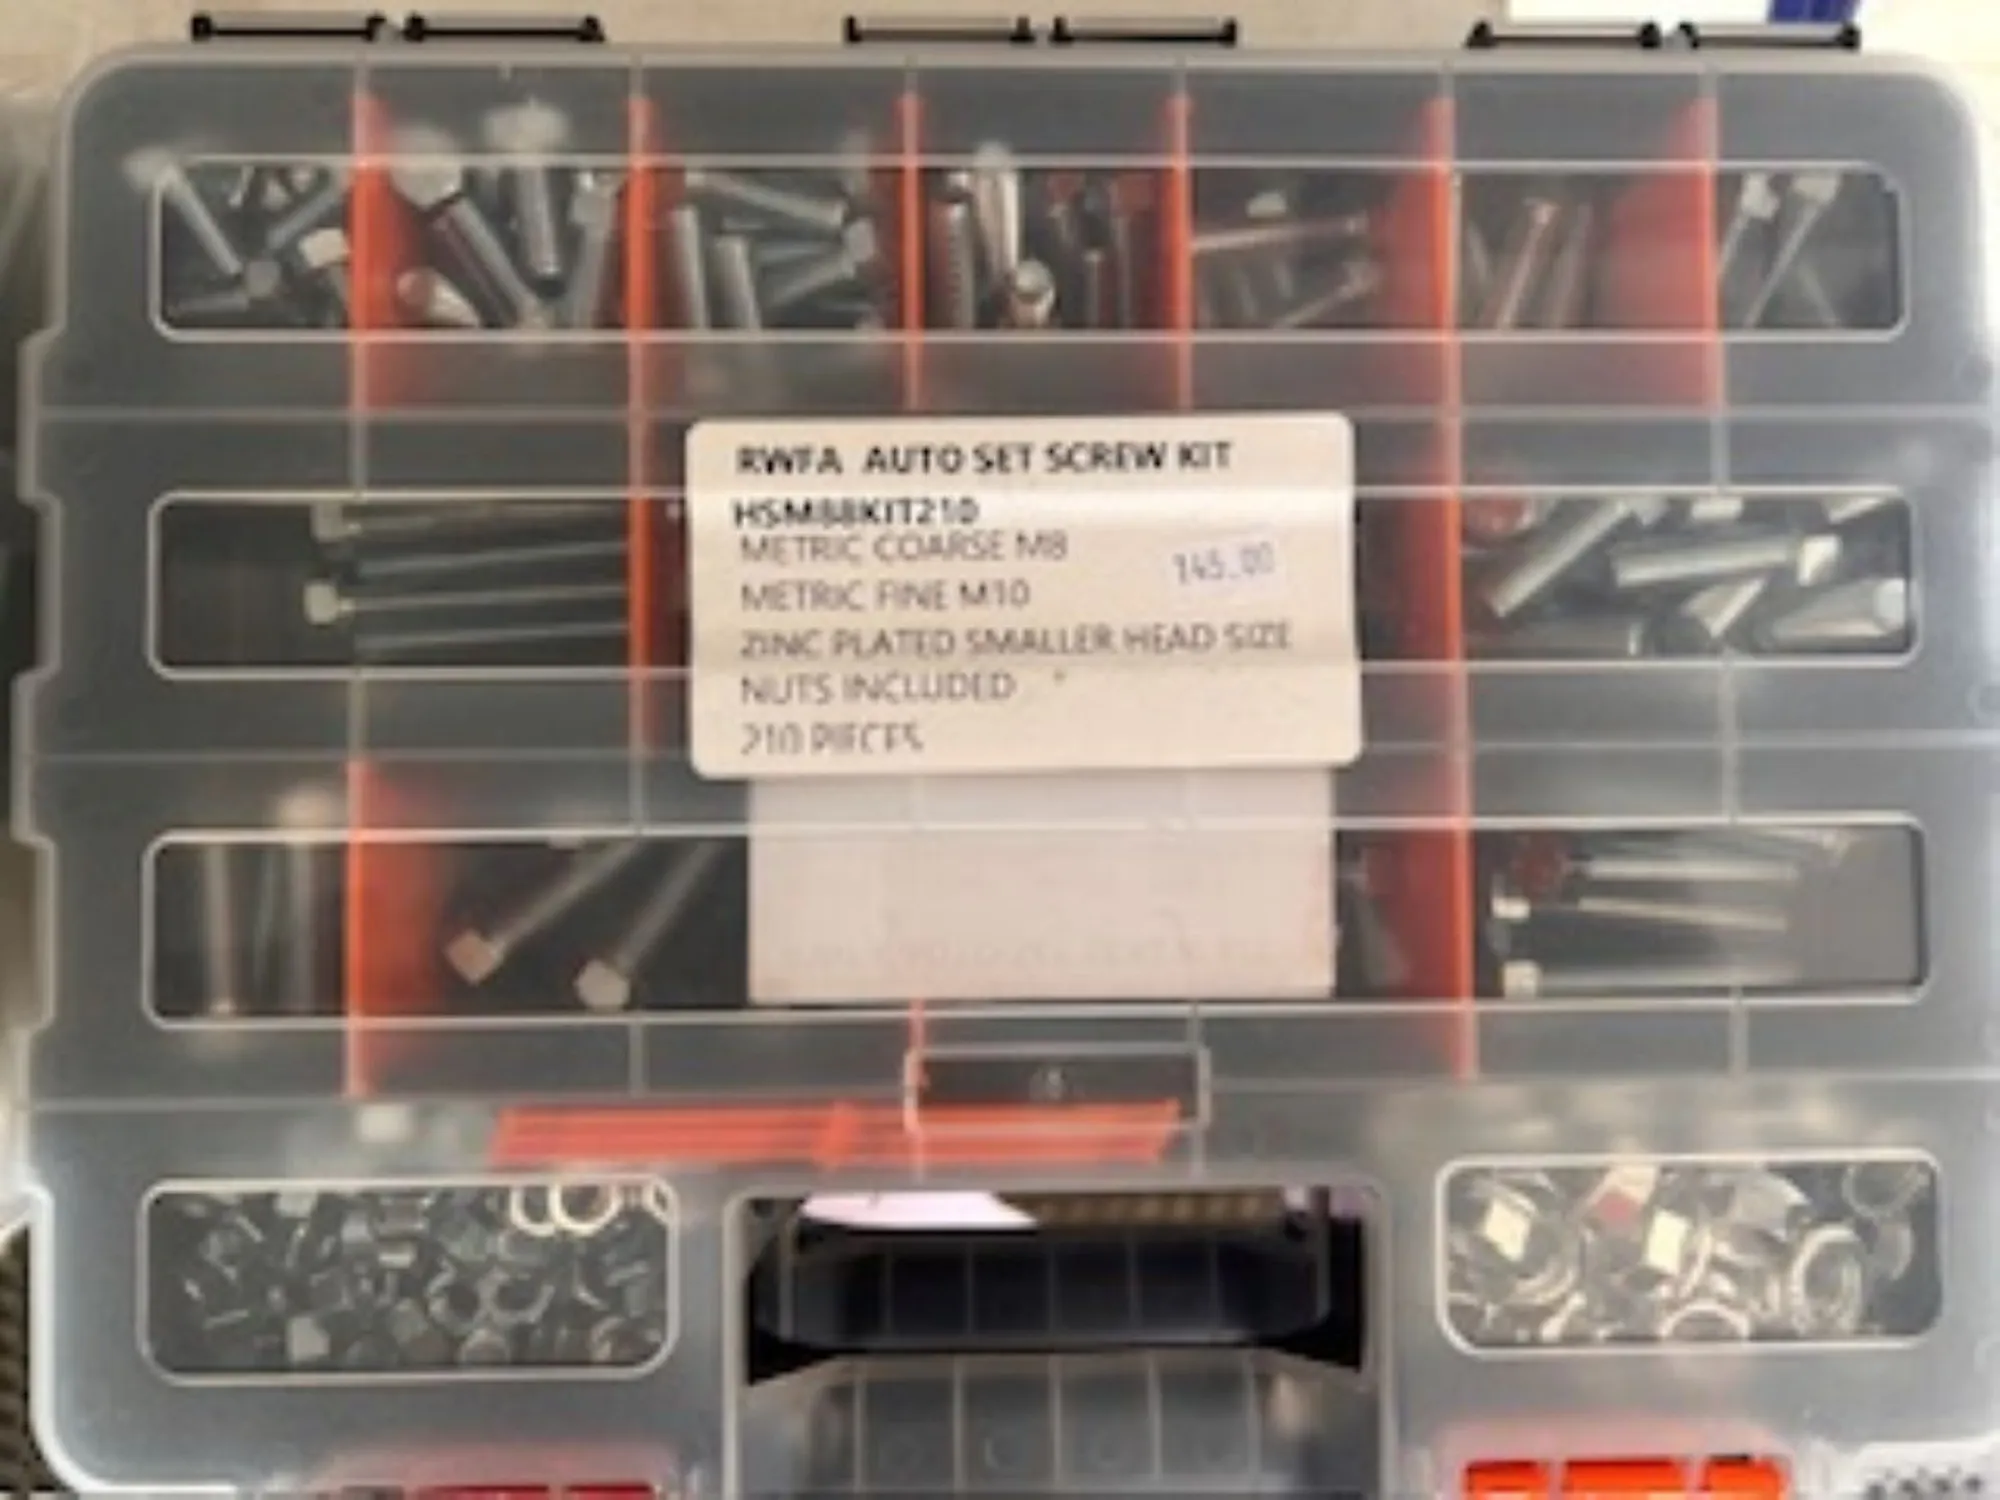 RWFA AUTO SET SCREW KIT
HSM88KIT210
METRIC COARSE M8
145.00
METRIC FINE M10
ZINC PLATED SMALLER HEAD SIZE
NUTS INCLUDED
210 PIECES